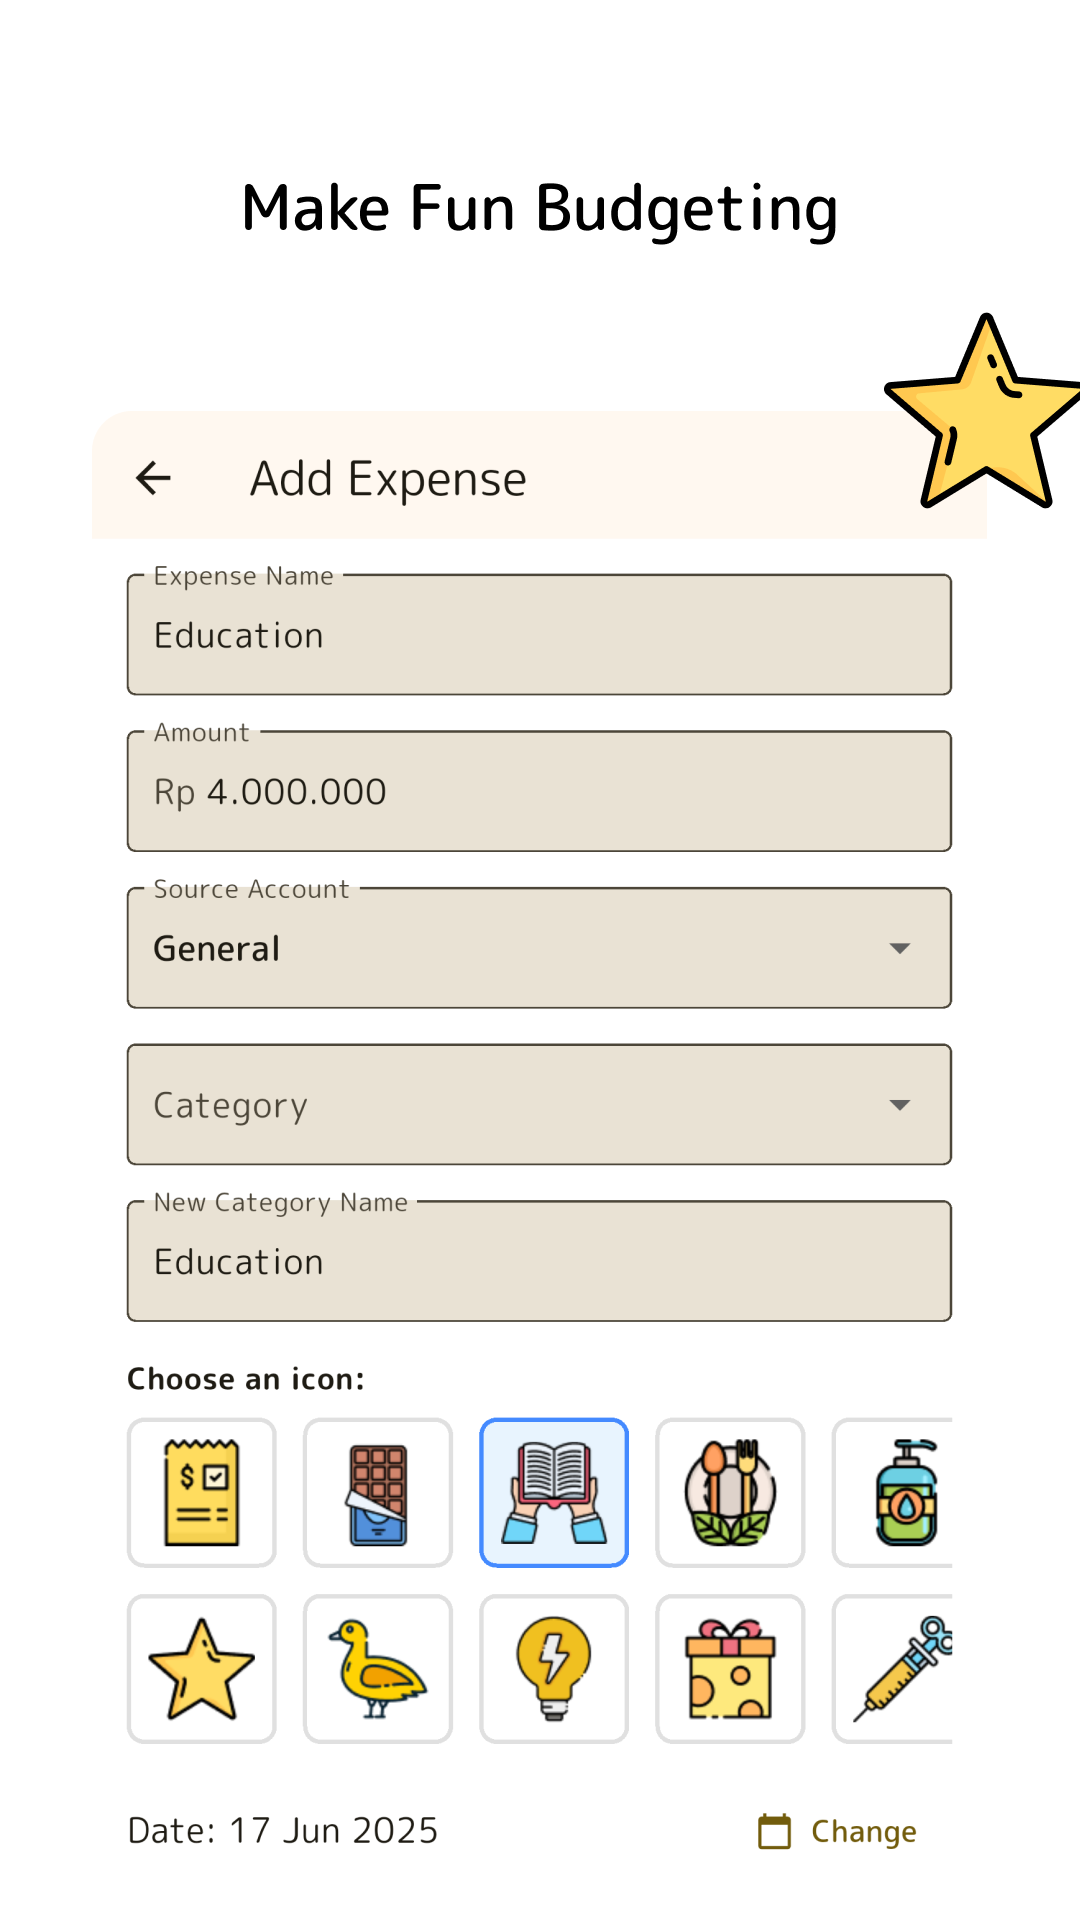 Make Fun Budgeting
Add Expense
Expense Name
Education
Amount
Rp 4.000.000
Source Account
General
Category
New Category Name
Education
Choose an icon:
$
Date: 17 Jun 2025
Change